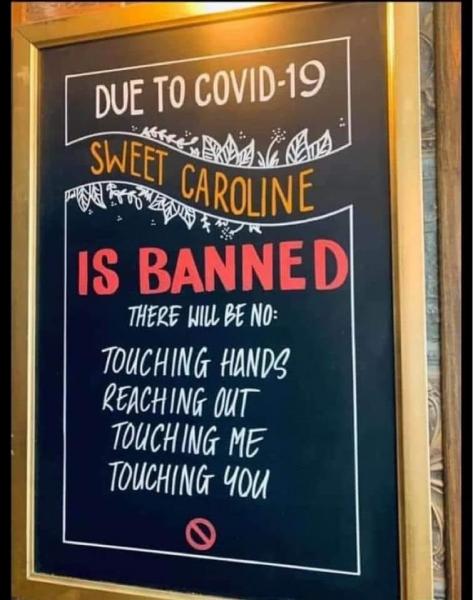 DUE TO COVID-19
SWEET CAROLINE
IS BANNED
THERE WILL BE NO:
TOUCHING HANDS
REACHING OUT
TOUCHING ME
TOUCHING YOU